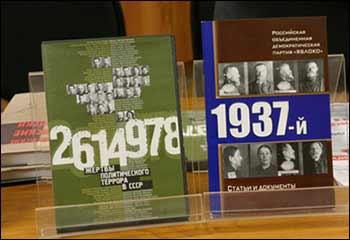 2614978
ЖЕРТВЫ
ПОЛИТИЧЕСКОГО
ТЕРРОРА
В СССР
РОССИЙСКАЯ
ОБЪЕДИНЕННАЯ
ДЕМОКРАТИЧЕСКАЯ
ПАРТИЯ «ЯБЛОКО»
1937-й
СТАТЬИ И ДОКУМЕНТЫ